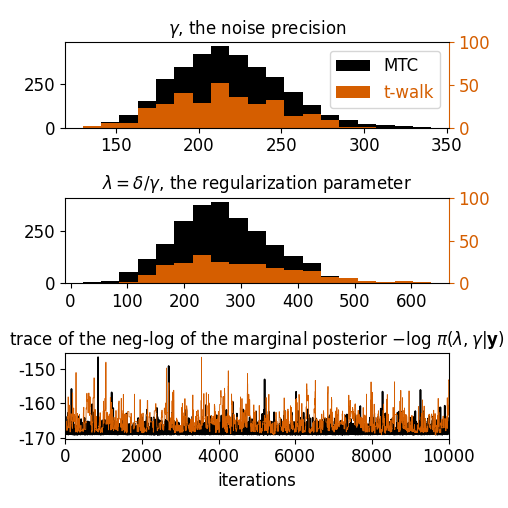 γ, the noise precision
100
50
0
250
0
MTC
t-walk
150 200 250 300 350
λ = δ/γ, the regularization parameter
100
50
0
250
0
0 100 200 300 400 500 600
trace of the neg-log of the marginal posterior −log π(λ, γ|y)
-150
-160
-170
0 2000 4000 6000 8000 10000
iterations